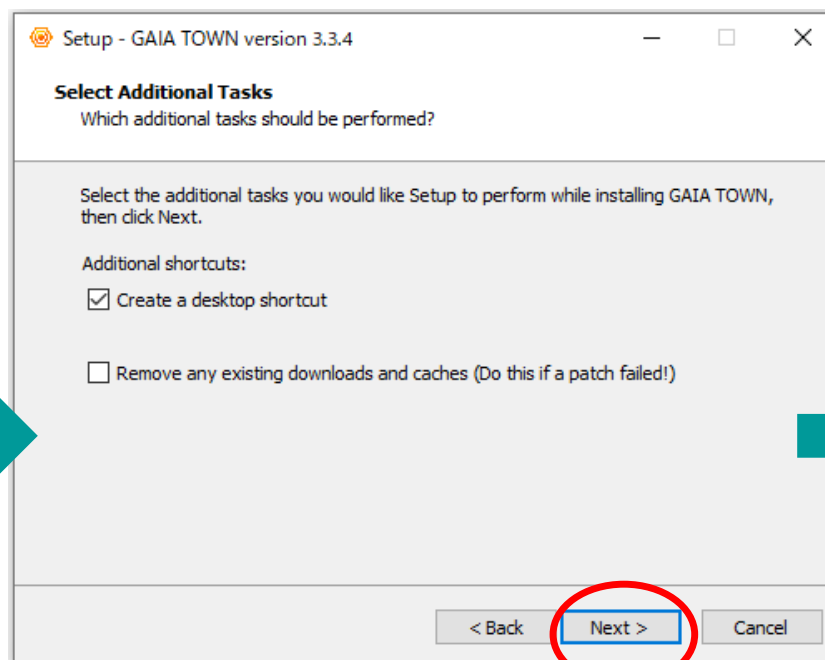 Setup - GAIA TOWN version 3.3.4
Select Additional Tasks
Which additional tasks should be performed?
Select the additional tasks you would like Setup to perform while installing GAIA TOWN,
then click Next.
Additional shortcuts:
Create a desktop shortcut
Remove any existing downloads and caches (Do this if a patch failed!)
< Back Next > Cancel